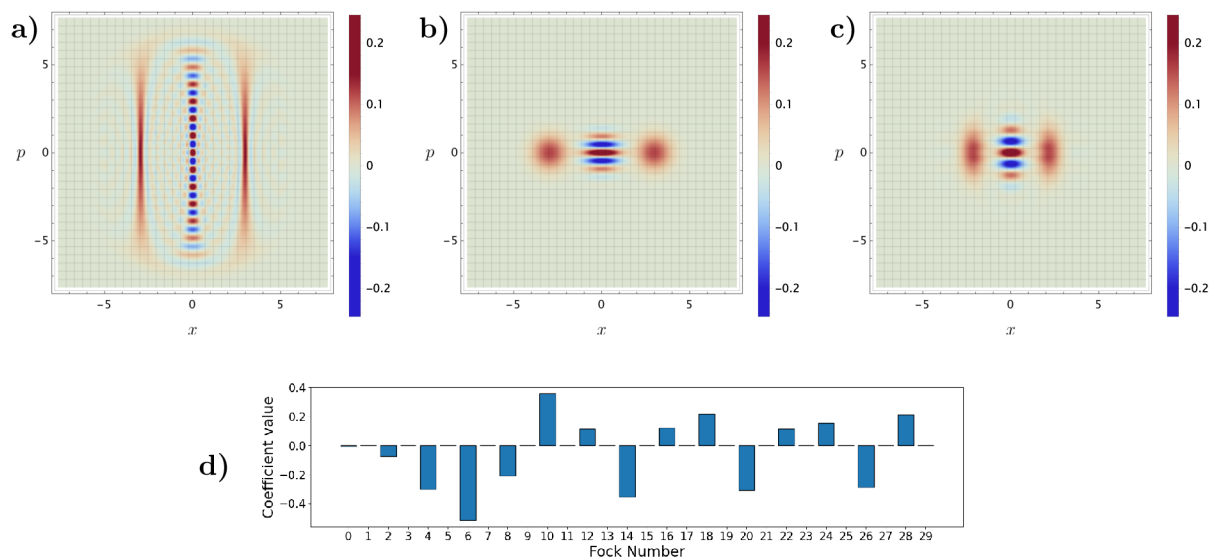 a)
b)
c)
5
0
−5
p
−5
0
5
x
0.2
0.1
0
-0.1
-0.2
5
0
−5
p
−5
0
5
x
0.2
0.1
0
-0.1
-0.2
5
0
−5
p
−5
0
5
x
0.2
0.1
0
-0.1
-0.2
d)
Coefficient value
0.4
0.2
0.0
−0.2
−0.4
0 1 2 3 4 5 6 7 8 9 10 11 12 13 14 15 16 17 18 19 20 21 22 23 24 25 26 27 28 29
Fock Number